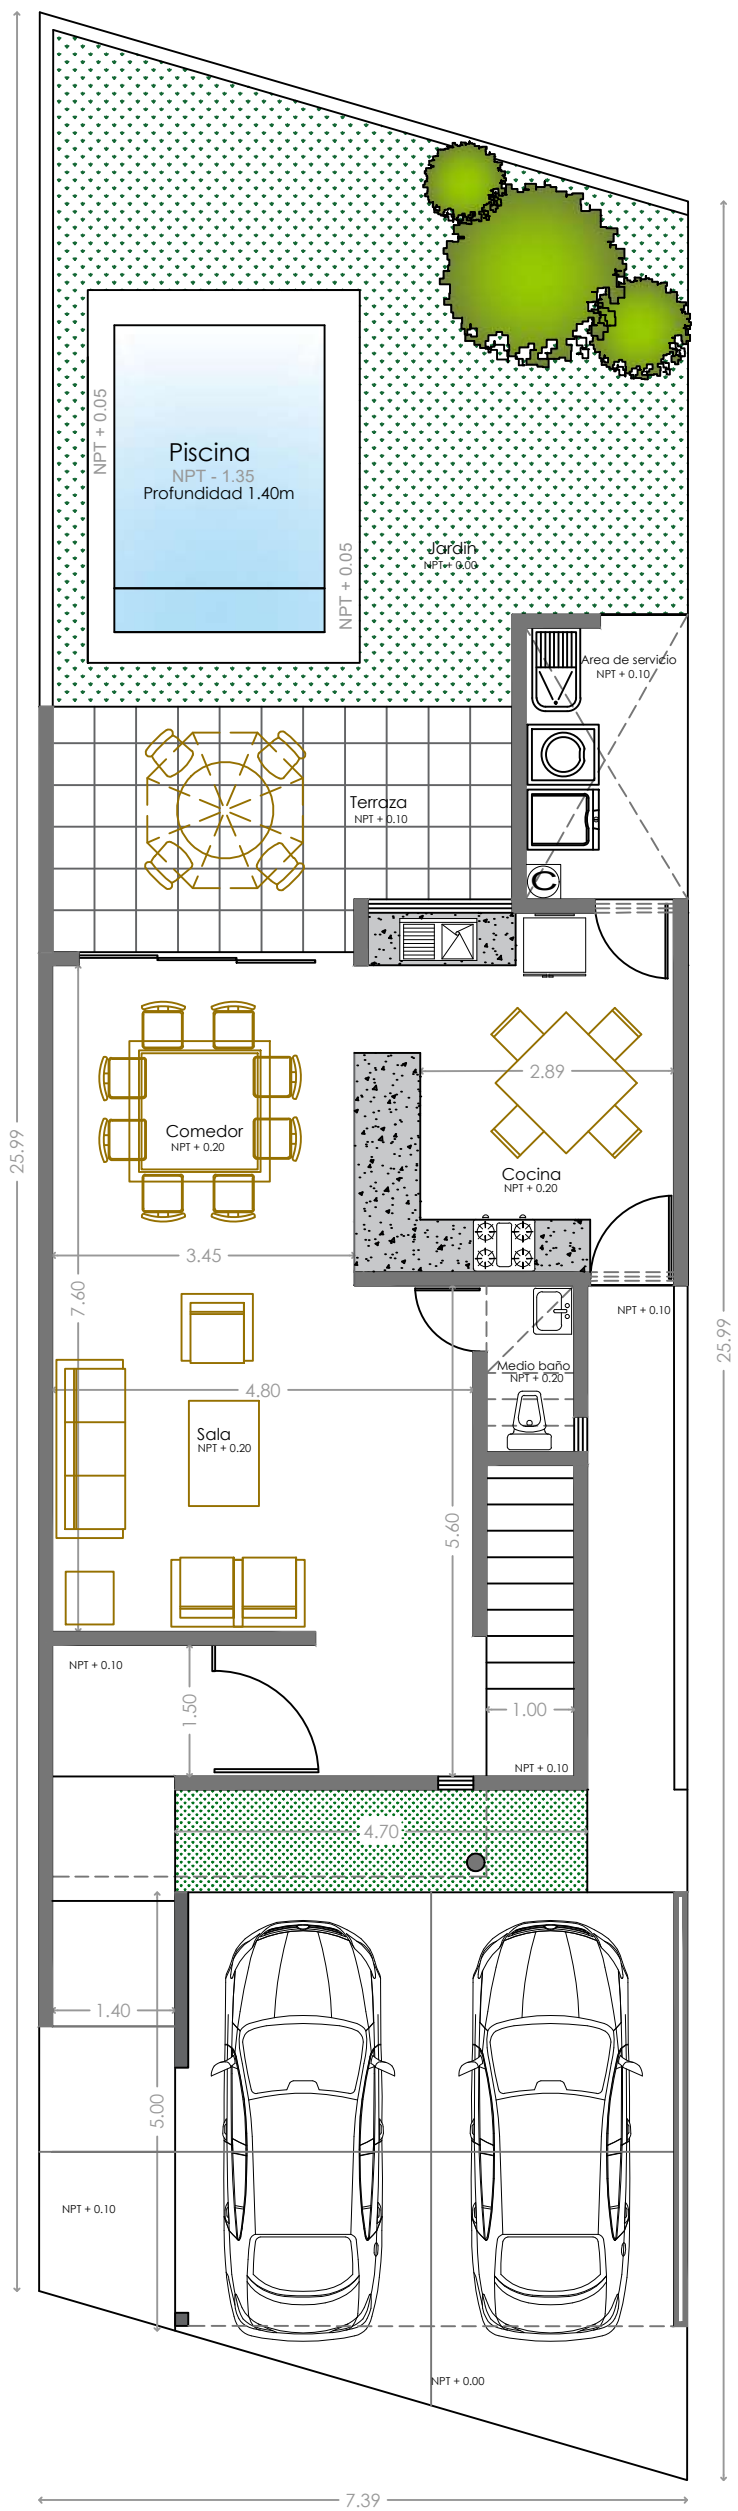 NPT + 0.05
Piscina
NPT - 1.35
Profundidad 1.40m
NPT + 0.05
Jardin
NPT + 0.00
Area de servicio
NPT + 0.10
Terraza
NPT + 0.10
C
2.89
Comedor
NPT + 0.20
25.99
Cocina
NPT + 0.20
3.45
7.60
NPT + 0.10
25.99
Medio baño
NPT + 0.20
4.80
Sala
NPT + 0.20
5.60
NPT + 0.10
1.50
1.00
NPT + 0.10
4.70
1.40
5.00
NPT + 0.10
NPT + 0.00
7.39